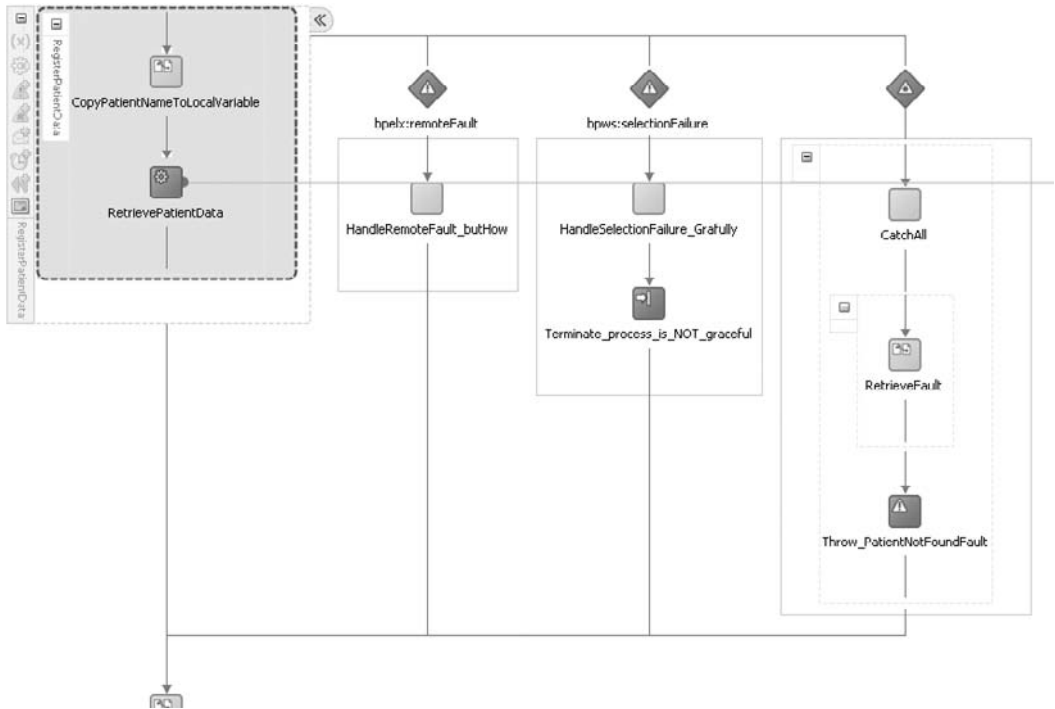 RegisterPatientData
RegisterPatientData
CopyPatientNameToLocalVariable
RetrievePatientData
bpelx:remoteFault
bpws:selectionFailure
HandleRemoteFault_butHow
HandleSelectionFailure_Grafully
CatchAll
Terminate_process_is_NOT_graceful
RetrieveFault
Throw_PatientNotFoundFault